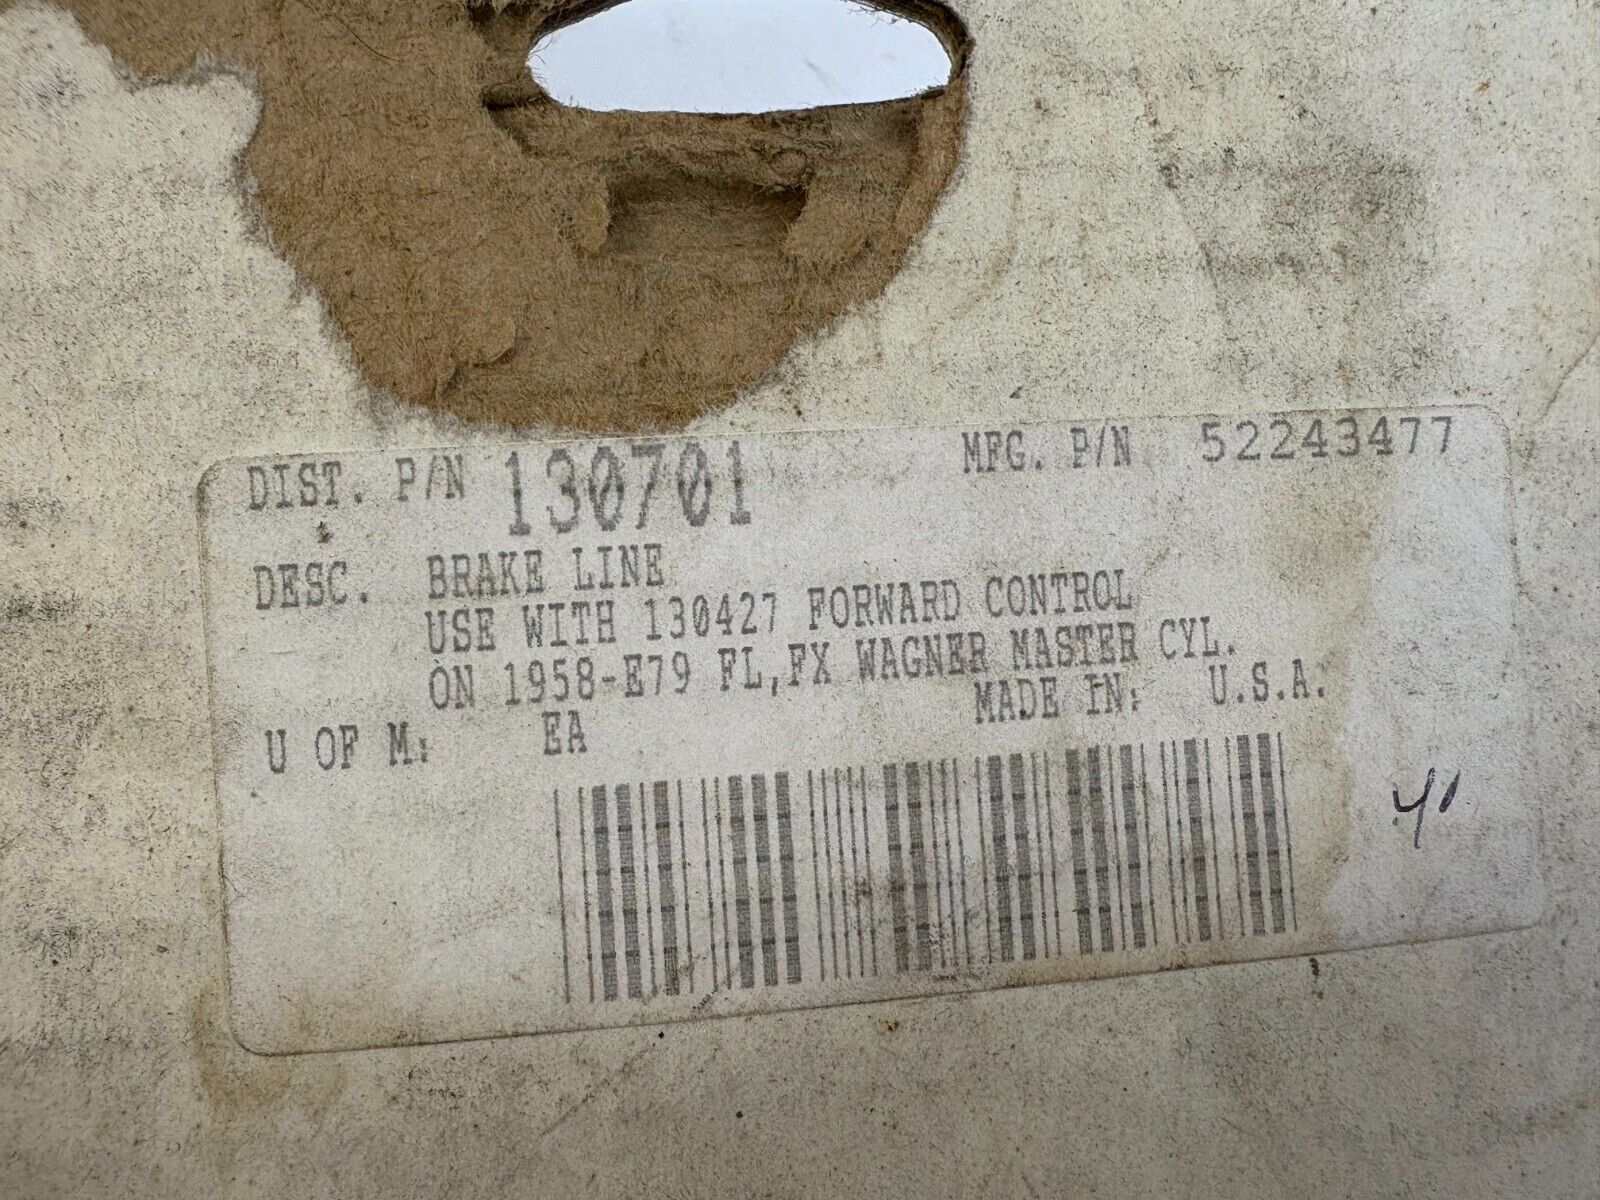 DIST. P/N 130701 MFG. P/N 52243477
DESC. BRAKE LINE
USE WITH 130427 FORWARD CONTROL
ON 1958-E79 FL,FX WAGNER MASTER CYL.
U OF M: EA MADE IN: U.S.A.